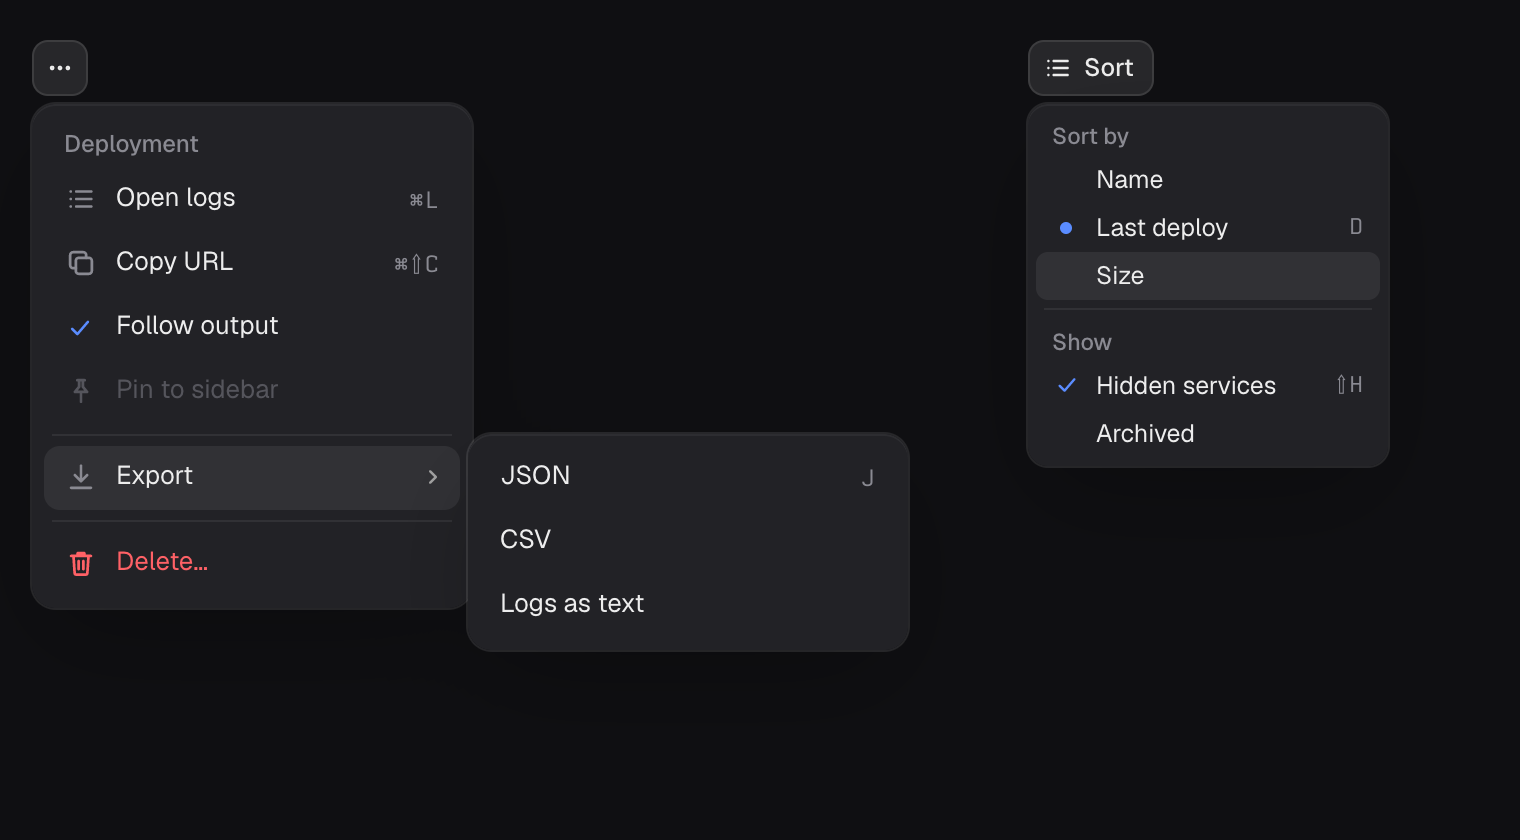 Deployment
Open logs ⌘L
Copy URL ⌘⇧C
Follow output
Pin to sidebar
Export
Delete…
JSON J
CSV
Logs as text
Sort
Sort by
Name
Last deploy D
Size
Show
Hidden services ⇧H
Archived